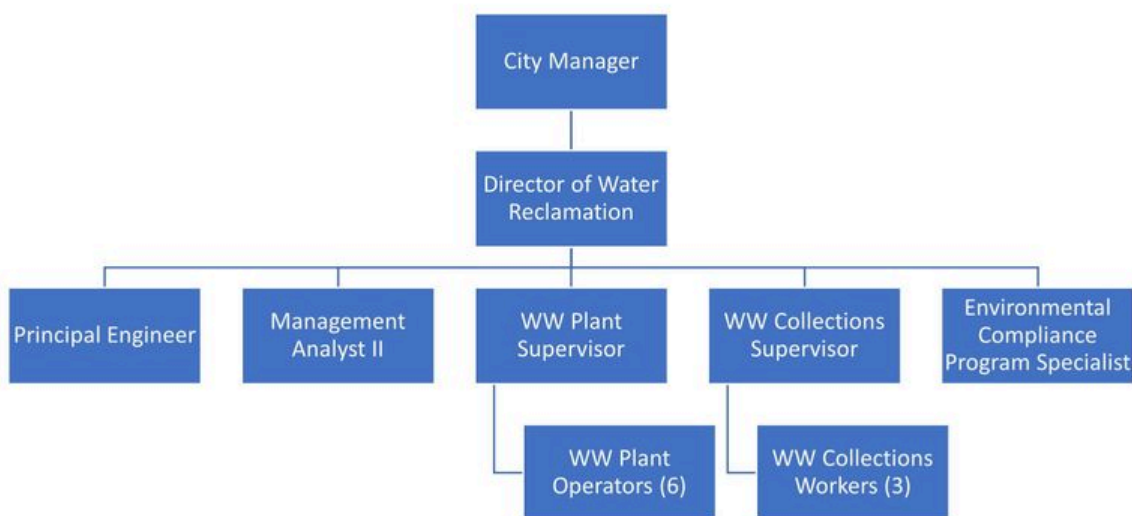 City Manager
Director of Water
Reclamation
Principal Engineer
Management
Analyst II
WW Plant
Supervisor
WW Collections
Supervisor
Environmental
Compliance
Program Specialist
WW Plant
Operators (6)
WW Collections
Workers (3)